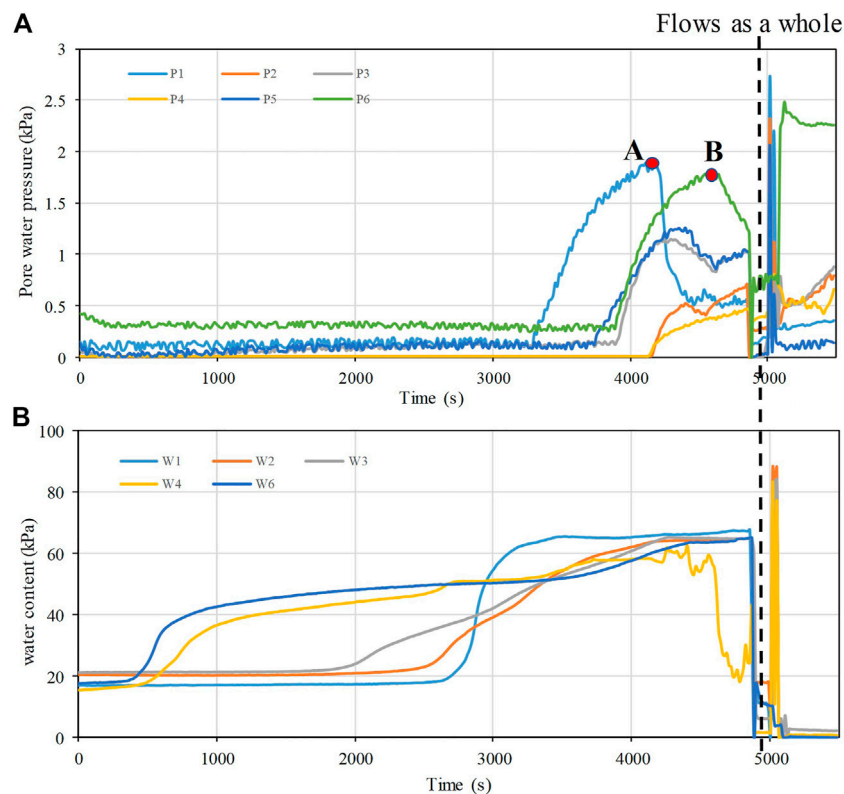 Flows as a whole
A
3
2.5
2
1.5
1
0.5
0
Pore water pressure (kPa)
P1 P2 P3
P4 P5 P6
A B
0 1000 2000 3000 4000 5000
Time (s)
B
100
80
60
40
20
0
water content (kPa)
W1 W2 W3
W4 W6
0 1000 2000 3000 4000 5000
Time (s)